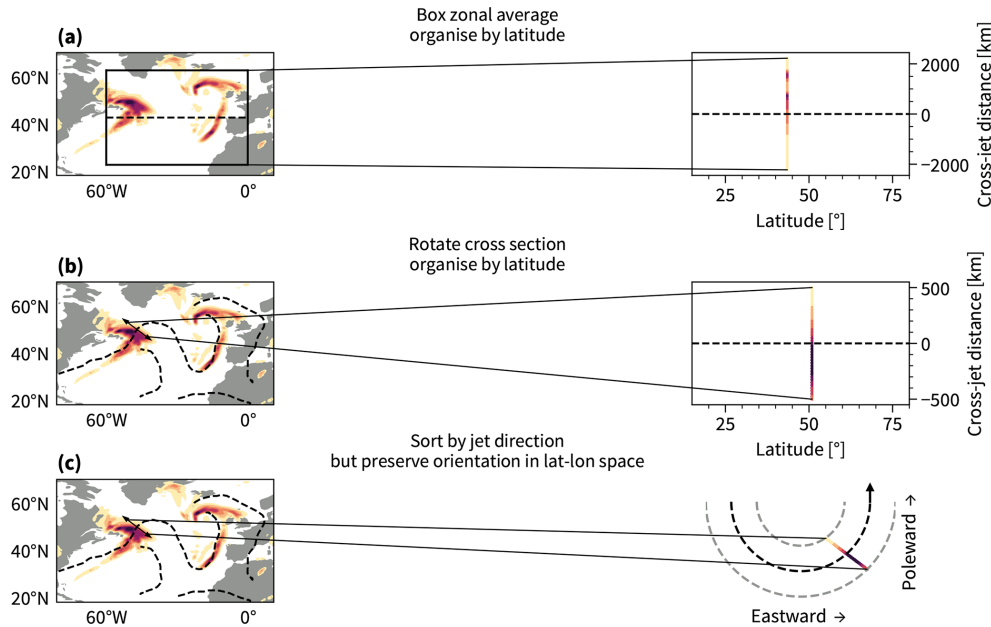 Box zonal average
organise by latitude
(a)
60°N
40°N
20°N
60°W 0°
2000
0
−2000
Cross-jet distance [km]
25 50 75
Latitude [°]
Rotate cross section
organise by latitude
(b)
60°N
40°N
20°N
60°W 0°
500
0
−500
Cross-jet distance [km]
25 50 75
Latitude [°]
Sort by jet direction
but preserve orientation in lat-lon space
(c)
60°N
40°N
20°N
60°W 0°
Poleward →
Eastward →